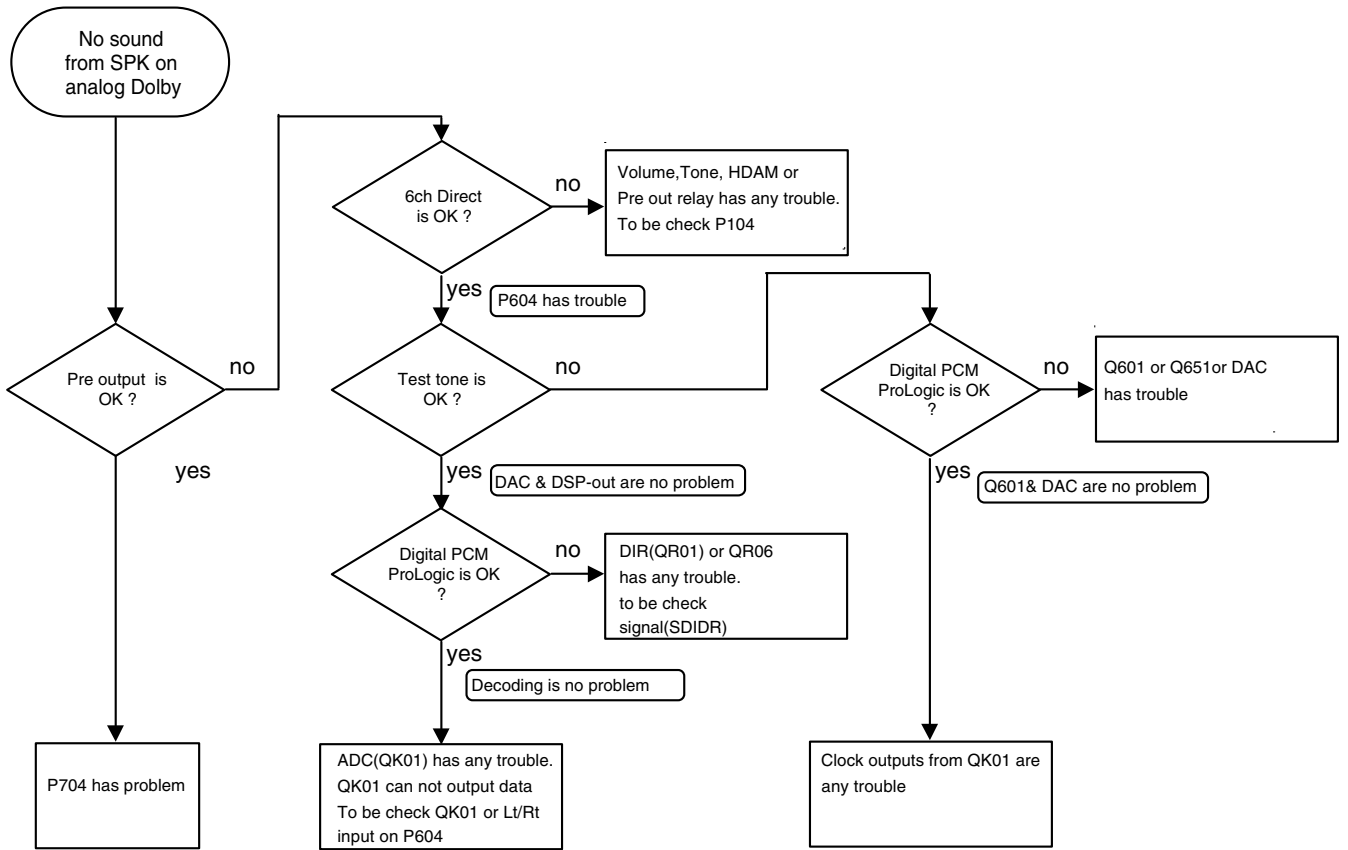 No sound
from SPK on
analog Dolby
Pre output is
OK ?
no
yes
P704 has problem
6ch Direct
is OK ?
no
Volume,Tone, HDAM or
Pre out relay has any trouble.
To be check P104
yes
P604 has trouble
Test tone is
OK ?
no
yes
DAC & DSP-out are no problem
Digital PCM
ProLogic is OK
?
no
DIR(QR01) or QR06
has any trouble.
to be check
signal(SDIDR)
yes
Decoding is no problem
ADC(QK01) has any trouble.
QK01 can not output data
To be check QK01 or Lt/Rt
input on P604
Digital PCM
ProLogic is OK
?
no
Q601 or Q651or DAC
has trouble
yes
Q601& DAC are no problem
Clock outputs from QK01 are
any trouble